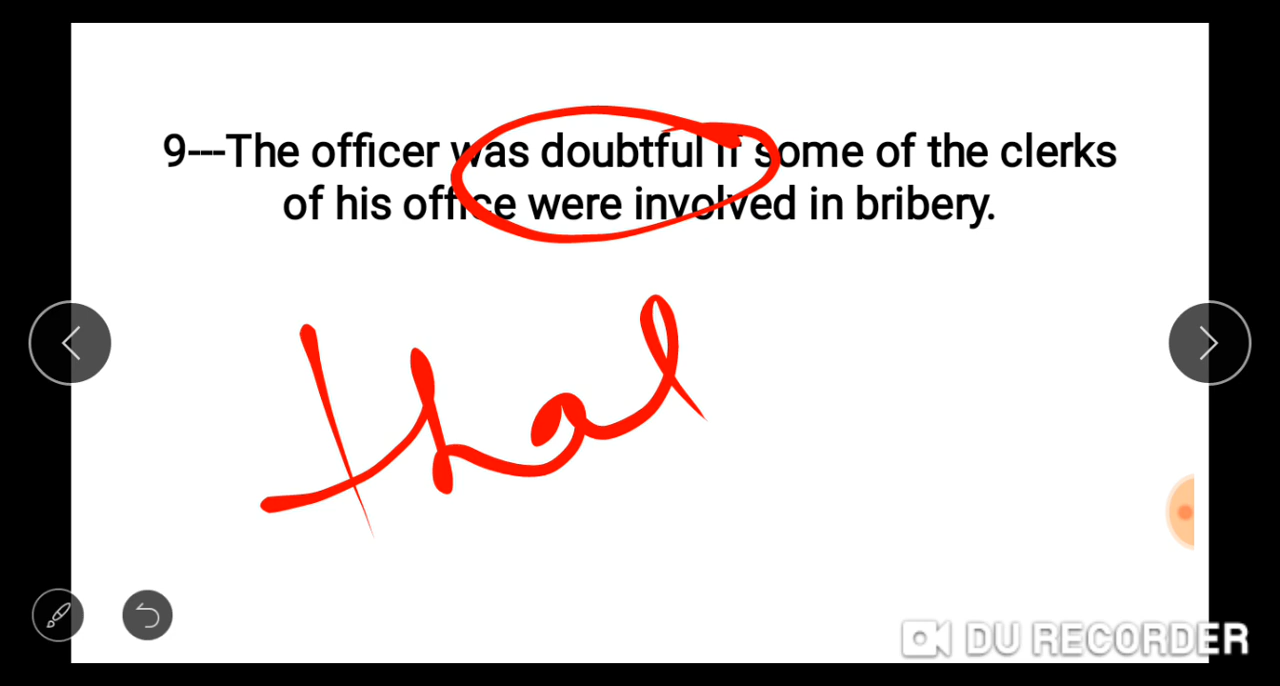 9---The officer was doubtful if some of the clerks
of his office were involved in bribery.
that
DU RECORDER